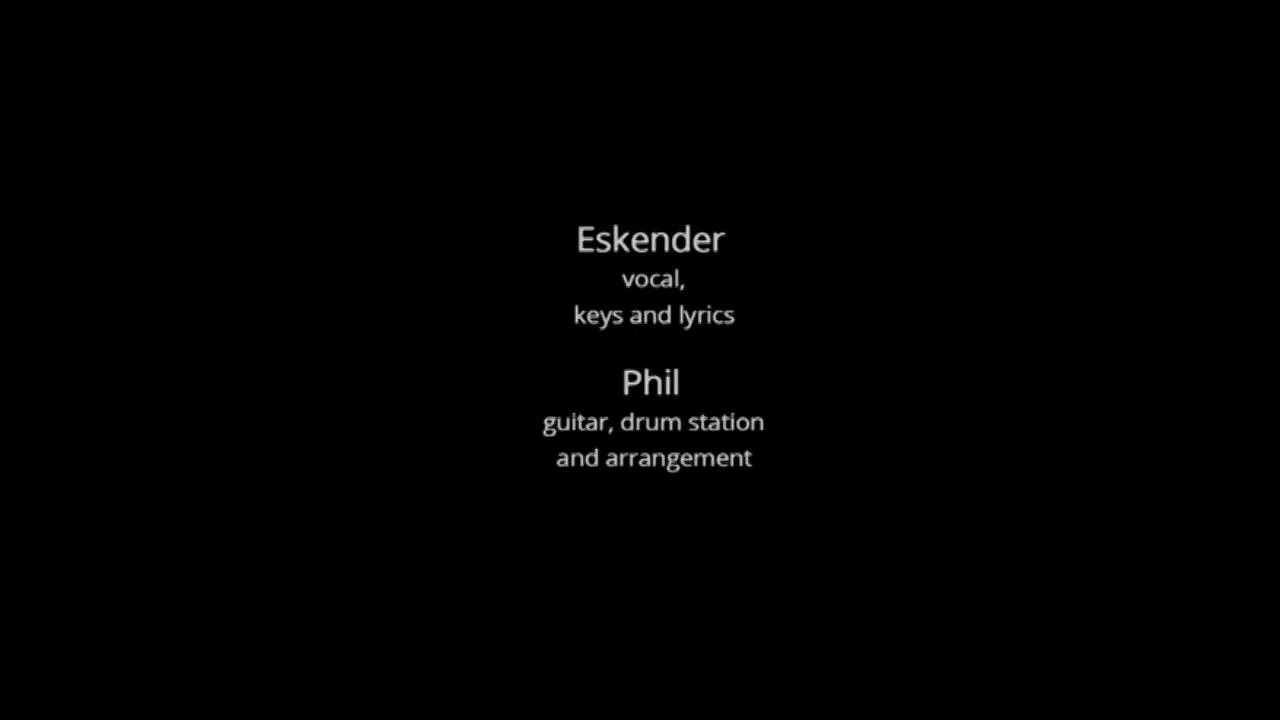 Eskender
vocal,
keys and lyrics
Phil
guitar, drum station
and arrangement